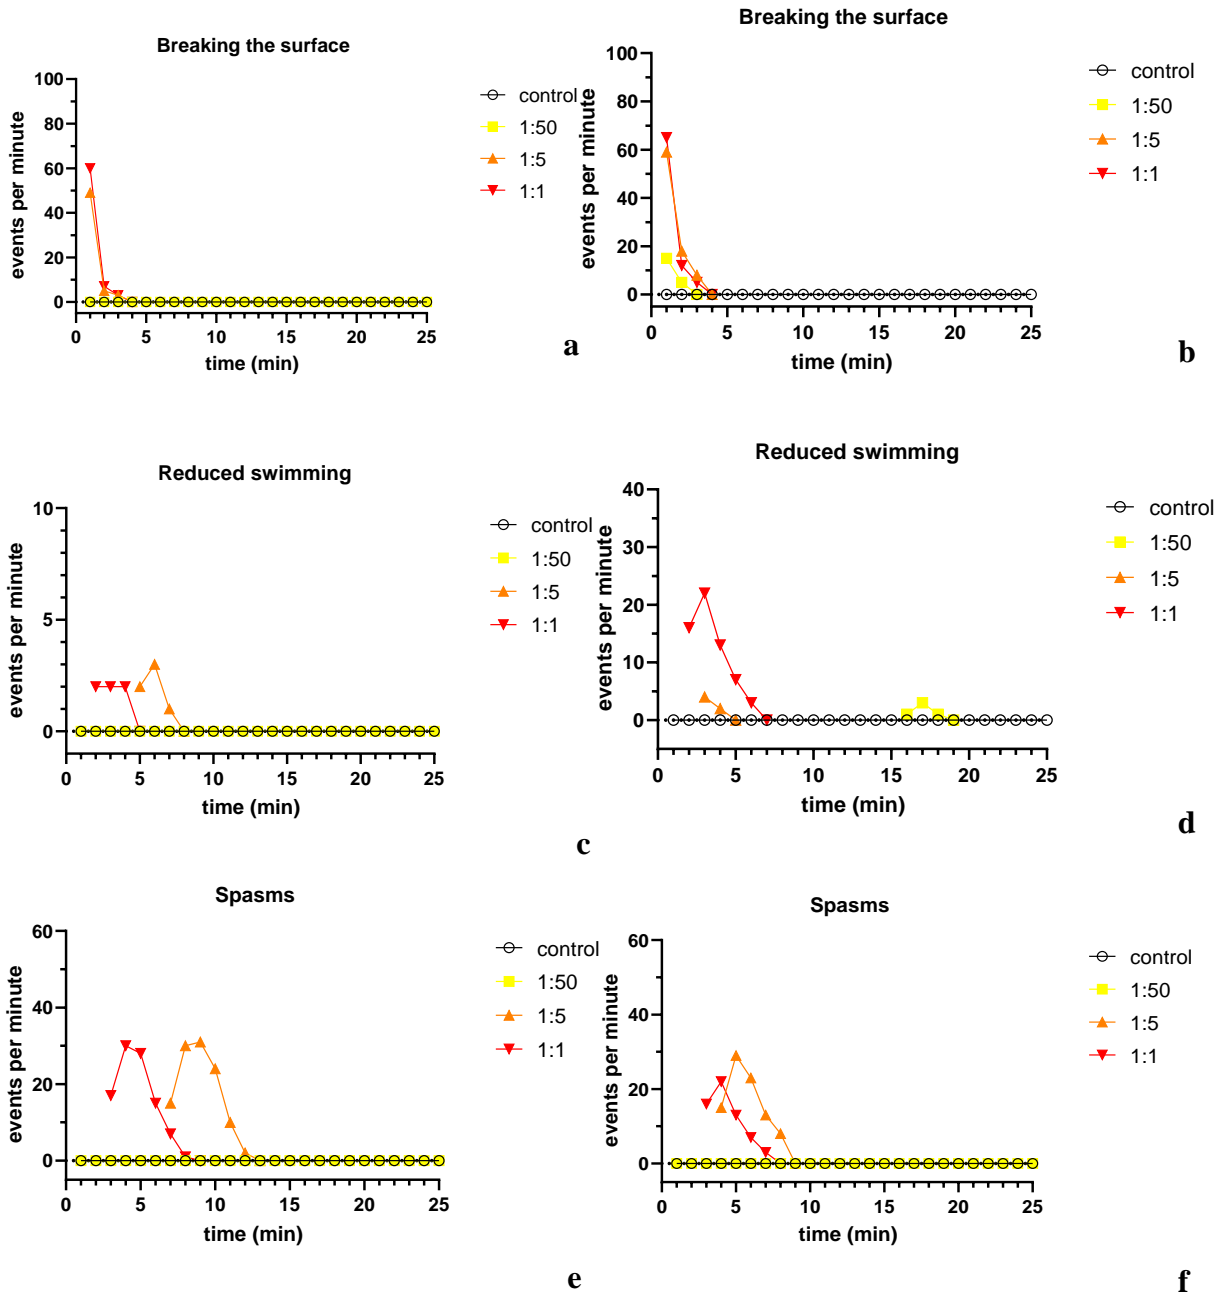 Breaking the surface
100
80
60
40
20
0
events per minute
0 5 10 15 20 25
time (min)
control
1:50
1:5
1:1
a
Breaking the surface
100
80
60
40
20
0
events per minute
0 5 10 15 20 25
time (min)
control
1:50
1:5
1:1
b
Reduced swimming
10
5
0
events per minute
0 5 10 15 20 25
time (min)
control
1:50
1:5
1:1
c
Reduced swimming
40
30
20
10
0
events per minute
0 5 10 15 20 25
time (min)
control
1:50
1:5
1:1
d
Spasms
60
40
20
0
events per minute
0 5 10 15 20 25
time (min)
control
1:50
1:5
1:1
e
Spasms
60
40
20
0
events per minute
0 5 10 15 20 25
time (min)
control
1:50
1:5
1:1
f